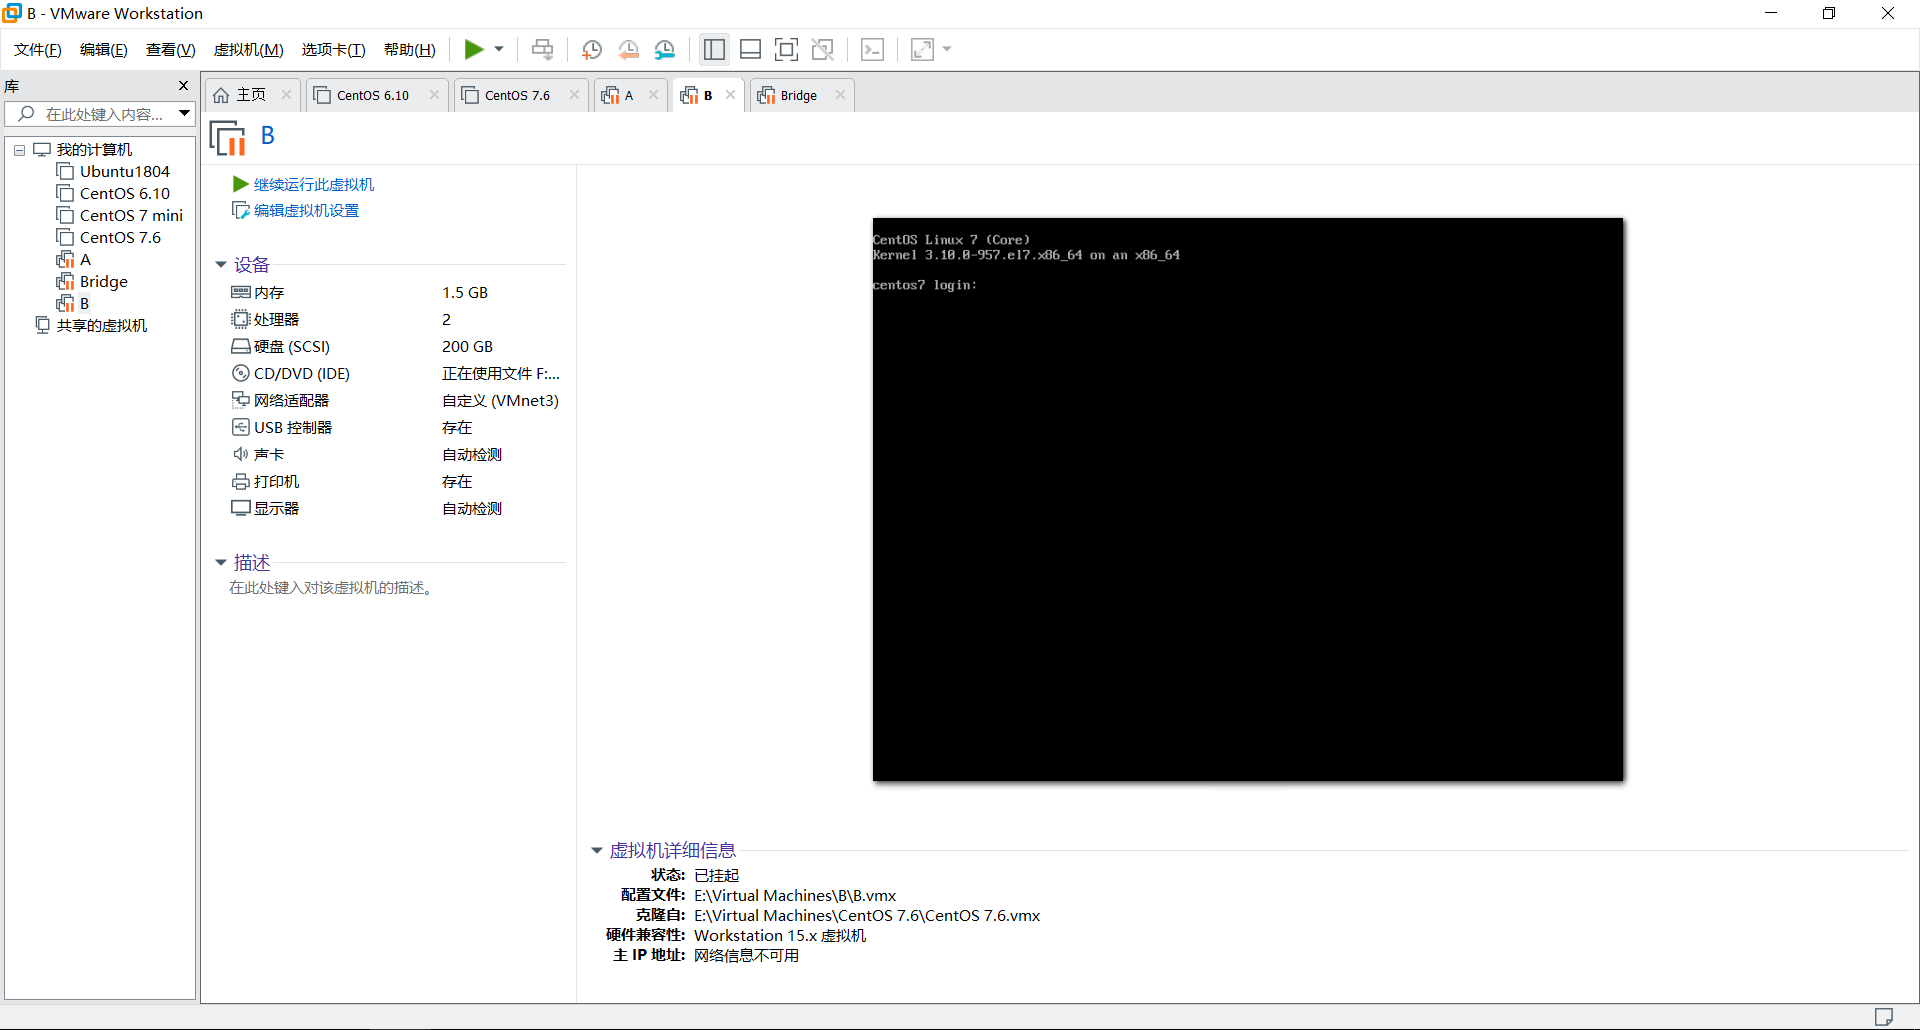 B - VMware Workstation
文件(F) 编辑(E) 查看(V) 虚拟机(M) 选项卡(T) 帮助(H)
库
在此处键入内容...
我的计算机
Ubuntu1804
CentOS 6.10
CentOS 7 mini
CentOS 7.6
A
Bridge
B
共享的虚拟机
主页 CentOS 6.10 CentOS 7.6 A B Bridge
B
继续运行此虚拟机
编辑虚拟机设置
设备
内存 1.5 GB
处理器 2
硬盘 (SCSI) 200 GB
CD/DVD (IDE) 正在使用文件 F:...
网络适配器 自定义 (VMnet3)
USB 控制器 存在
声卡 自动检测
打印机 存在
显示器 自动检测
描述
在此处键入对该虚拟机的描述。
CentOS Linux 7 (Core)
Kernel 3.10.0-957.el7.x86_64 on an x86_64
centos7 login:
虚拟机详细信息
状态: 已挂起
配置文件: E:\Virtual Machines\B\B.vmx
克隆自: E:\Virtual Machines\CentOS 7.6\CentOS 7.6.vmx
硬件兼容性: Workstation 15.x 虚拟机
主 IP 地址: 网络信息不可用